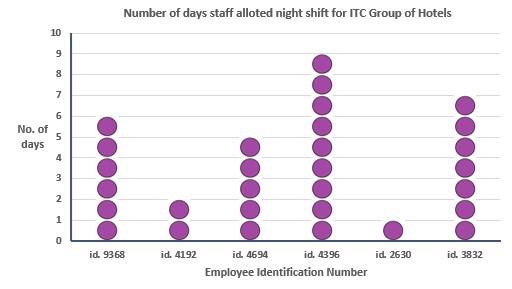 Number of days staff alloted night shift for ITC Group of Hotels
10
9
8
7
6
5
4
3
2
1
0
No. of
days
id. 9368
id. 4192
id. 4694
id. 4396
id. 2630
id. 3832
Employee Identification Number